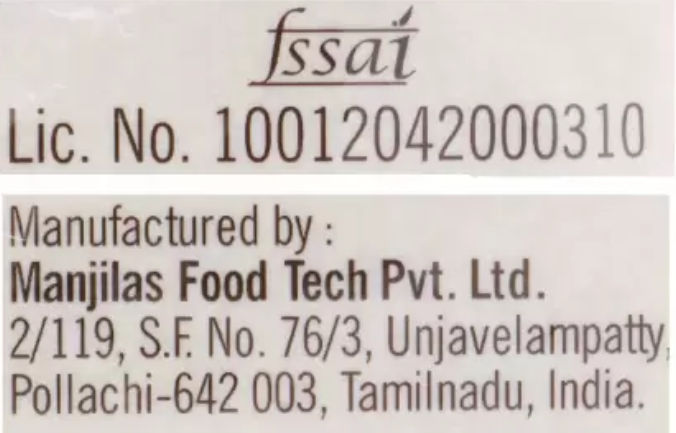 fssai
Lic. No. 10012042000310
Manufactured by :
Manjilas Food Tech Pvt. Ltd.
2/119, S.F. No. 76/3, Unjavelampatty,
Pollachi-642 003, Tamilnadu, India.